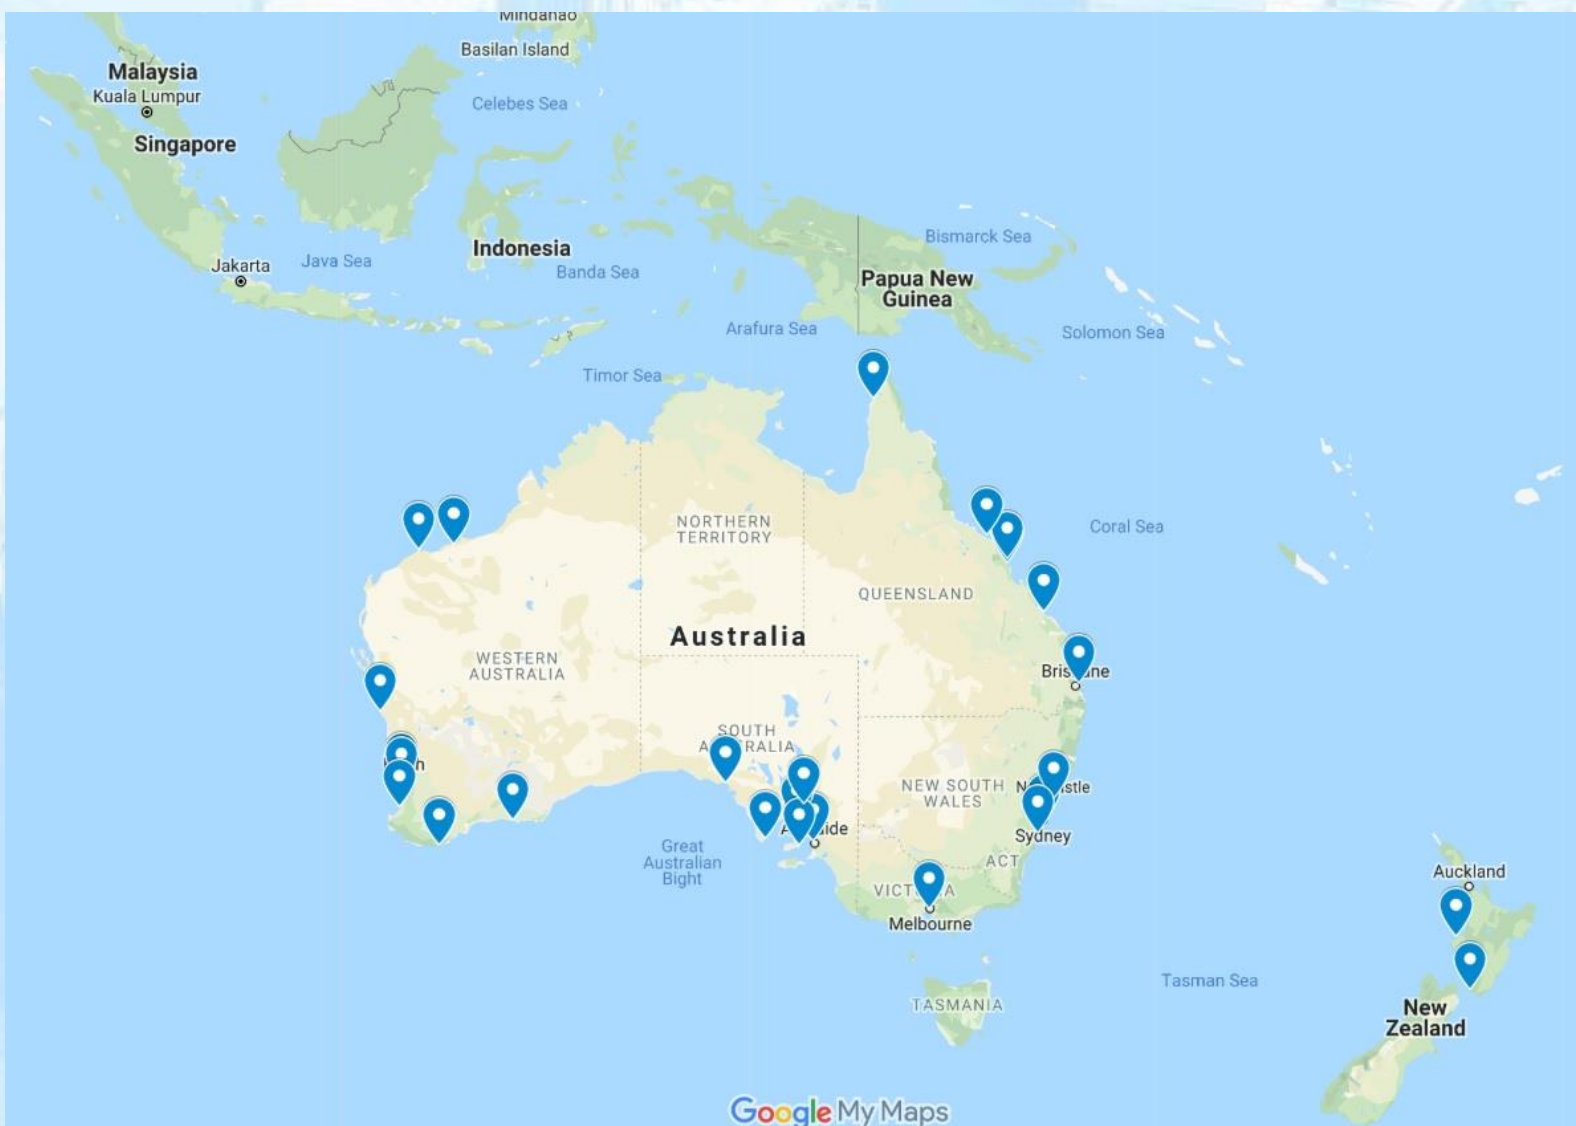 Mindanao
Basilan Island
Malaysia
Kuala Lumpur
Celebes Sea
Singapore
Bismarck Sea
Indonesia
Jakarta
Java Sea
Banda Sea
Papua New
Guinea
Arafura Sea
Solomon Sea
Timor Sea
NORTHERN
TERRITORY
Coral Sea
QUEENSLAND
Australia
WESTERN
AUSTRALIA
SOUTH
NEW SOUTH
WALES
Sydney
Great
Australian
Bight
ACT
Auckland
Melbourne
Tasman Sea
TASMANIA
New
Zealand
Google My Maps